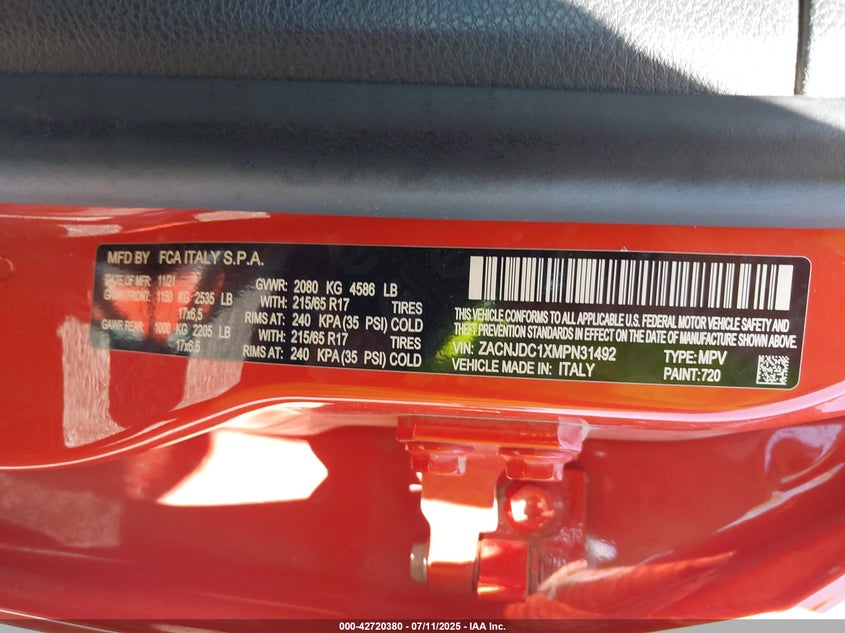 MFD BY FCA ITALY S.P.A.
DATE OF MFR 11/21 GVWR: 2080 KG 4586 LB
GAWR FRONT: 1150 KG 2535 LB WITH: 215/65 R17 TIRES
17x6,5 RIMS AT: 240 KPA (35 PSI) COLD
GAWR REAR: 1000 KG 2205 LB WITH: 215/65 R17 TIRES
17x6,5 RIMS AT: 240 KPA (35 PSI) COLD
THIS VEHICLE CONFORMS TO ALL APPLICABLE U.S. FEDERAL MOTOR VEHICLE SAFETY AND
THEFT PREVENTION STANDARDS IN EFFECT ON THE DATE OF MANUFACTURE SHOWN ABOVE.
VIN: ZACNJDC1XMPN31492 TYPE: MPV
VEHICLE MADE IN: ITALY PAINT: 720
000-42720380 - 07/11/2025 - IAA Inc.